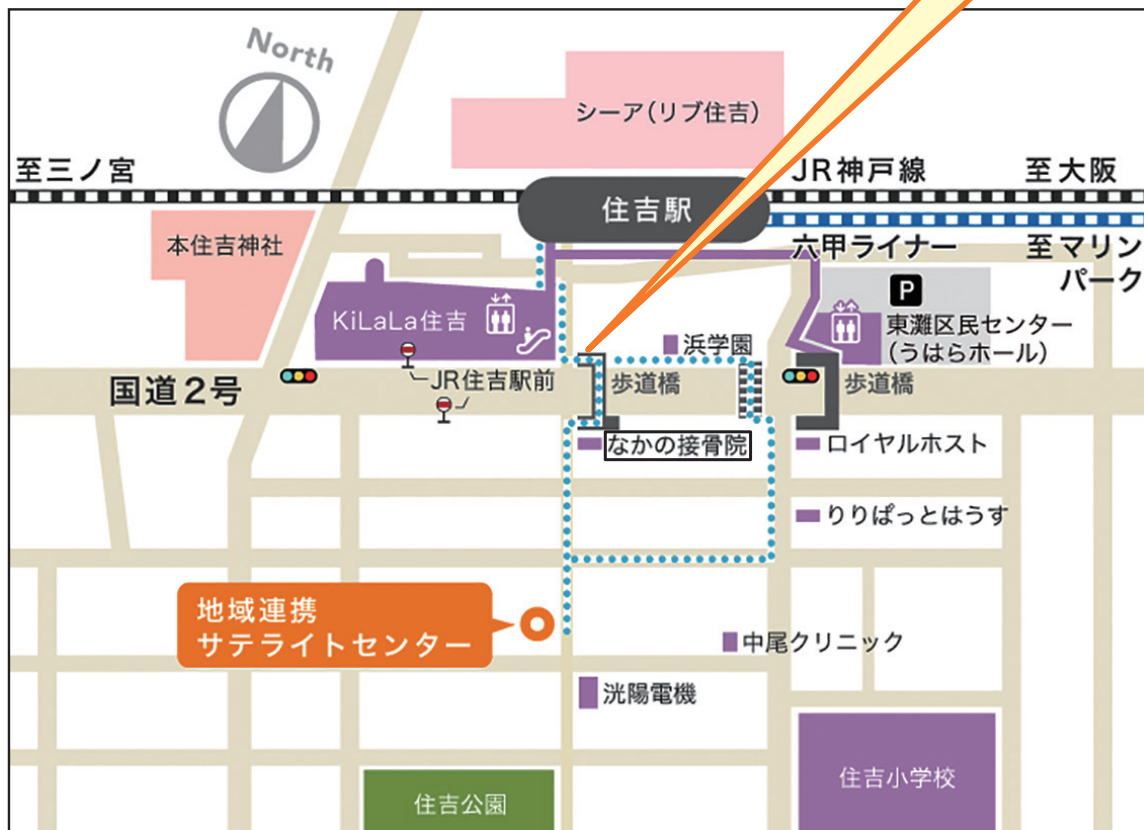 North
シーア(リブ住吉)
至三ノ宮
JR神戸線
至大阪
住吉駅
本住吉神社
六甲ライナー
至マリン
パーク
P
KiLaLa住吉
東灘区民センター
(うはらホール)
浜学園
JR住吉駅前
国道2号
歩道橋
歩道橋
なかの接骨院
ロイヤルホスト
りりぱっとはうす
地域連携
サテライトセンター
中尾クリニック
洸陽電機
住吉小学校
住吉公園